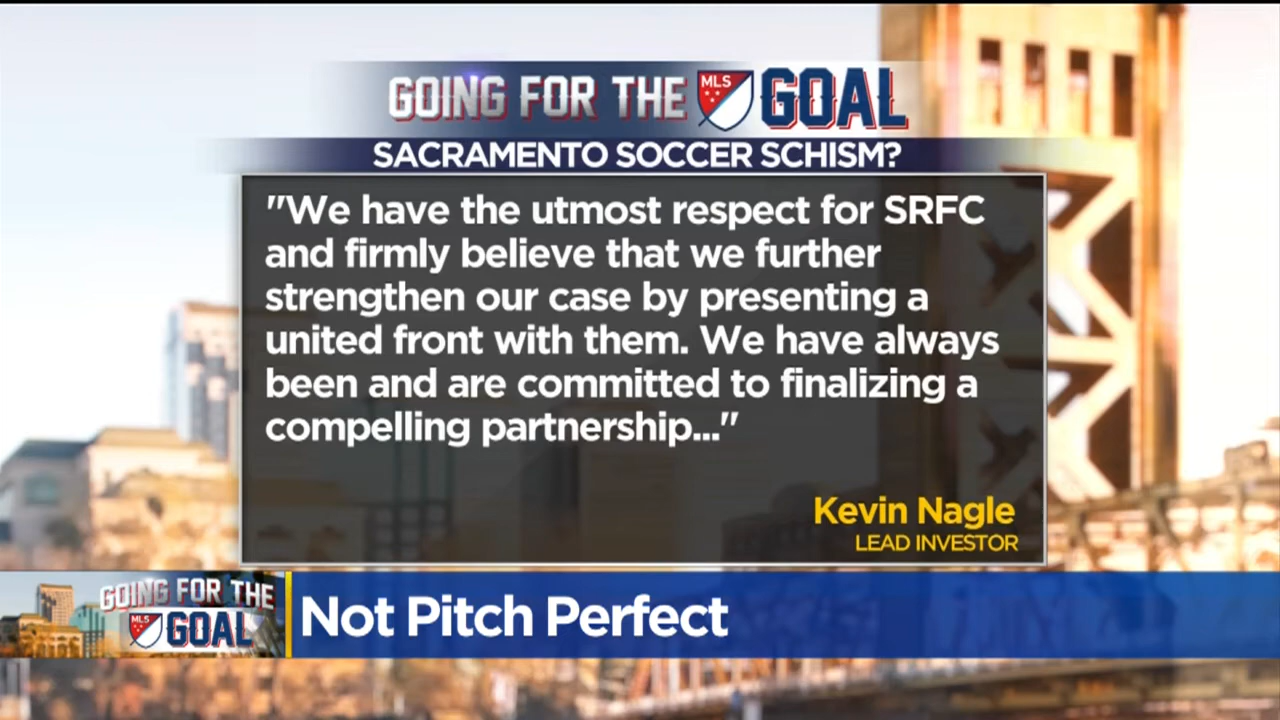 GOING FOR THE MLS GOAL
SACRAMENTO SOCCER SCHISM?
"We have the utmost respect for SRFC
and firmly believe that we further
strengthen our case by presenting a
united front with them. We have always
been and are committed to finalizing a
compelling partnership..."
Kevin Nagle
LEAD INVESTOR
GOING FOR THE
MLS GOAL
Not Pitch Perfect